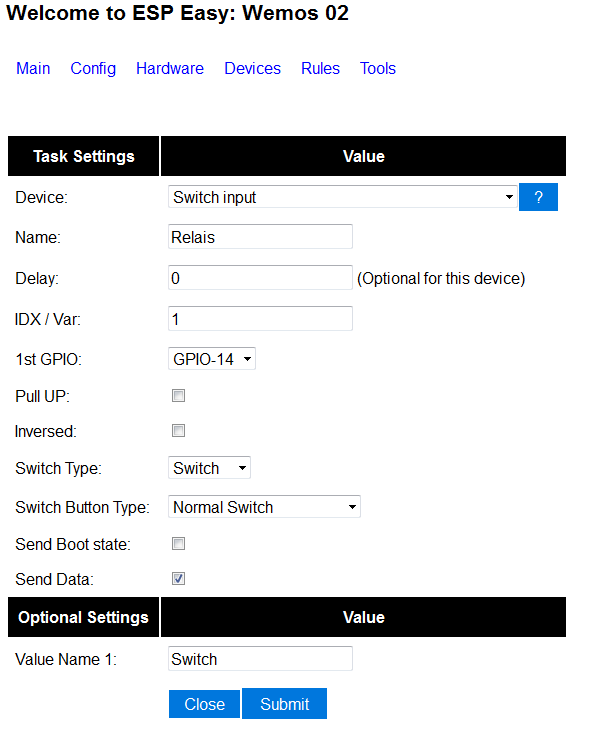 Welcome to ESP Easy: Wemos 02
Main Config Hardware Devices Rules Tools
Task Settings Value
Device: Switch input ?
Name: Relais
Delay: 0 (Optional for this device)
IDX / Var: 1
1st GPIO: GPIO-14
Pull UP:
Inversed:
Switch Type: Switch
Switch Button Type: Normal Switch
Send Boot state:
Send Data:
Optional Settings Value
Value Name 1: Switch
Close Submit